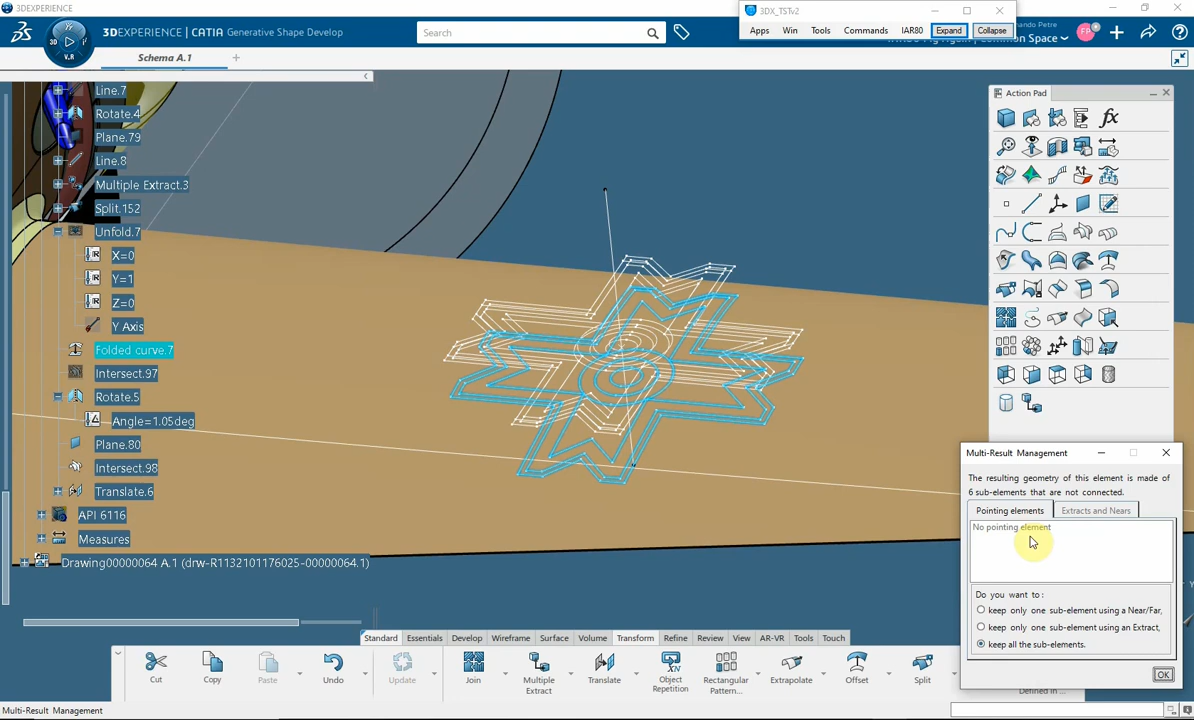 3DEXPERIENCE
3DX_TSTv2
3DEXPERIENCE | CATIA Generative Shape Develop
Search
Apps Win Tools Commands IAR80 Expand Collapse
Common Space
3D
V.R
FP
Schema A.1
Line.7
Rotate.4
Plane.79
Line.8
Multiple Extract.3
Split.152
Unfold.7
X=0
Y=1
Z=0
Y Axis
Folded curve.7
Intersect.97
Rotate.5
Angle=1.05deg
Plane.80
Intersect.98
Translate.6
API 6116
Measures
Drawing00000064 A.1 (drw-R1132101176025-00000064.1)
Action Pad
fx
Multi-Result Management
The resulting geometry of this element is made of
6 sub-elements that are not connected.
Pointing elements Extracts and Nears
No pointing element
Do you want to :
keep only one sub-element using a Near/Far,
keep only one sub-element using an Extract,
keep all the sub-elements.
OK
Standard Essentials Develop Wireframe Surface Volume Transform Refine Review View AR-VR Tools Touch
Cut Copy Paste Undo Update Join Multiple Extract Translate Object Repetition Rectangular Pattern... Extrapolate Offset Split
Defined in ...
Multi-Result Management